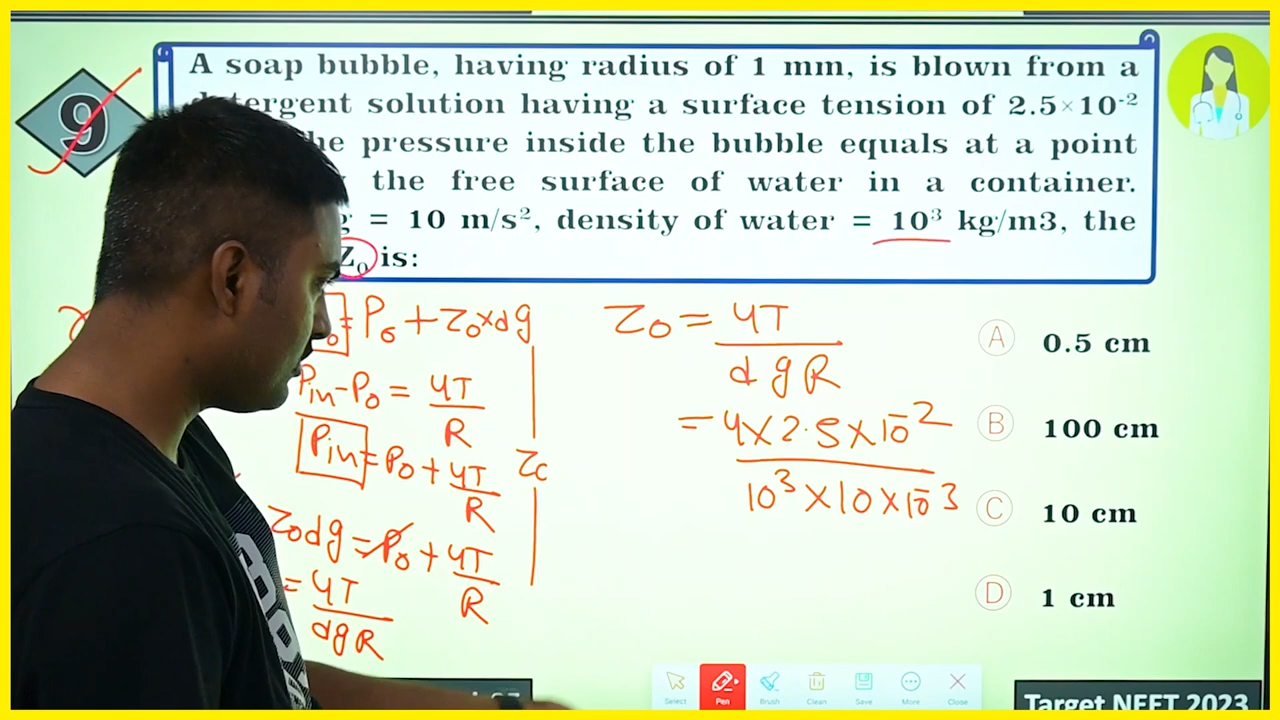 9
A soap bubble, having radius of 1 mm, is blown from a
detergent solution having a surface tension of 2.5×10⁻²
the pressure inside the bubble equals at a point
the free surface of water in a container.
g = 10 m/s², density of water = 10³ kg/m3, the
Z₀ is:
= P₀ + Z₀×dg
Pin-P₀ = 4T/R
Pin = P₀ + 4T/R
Z₀dg = P₀ + 4T/R
= 4T/dgR
Z₀ = 4T/dgR
= 4×2.5×10⁻²/10³×10×10⁻³
A 0.5 cm
B 100 cm
C 10 cm
D 1 cm
Select Pen Brush Clean Save More Close
Target NEET 2023